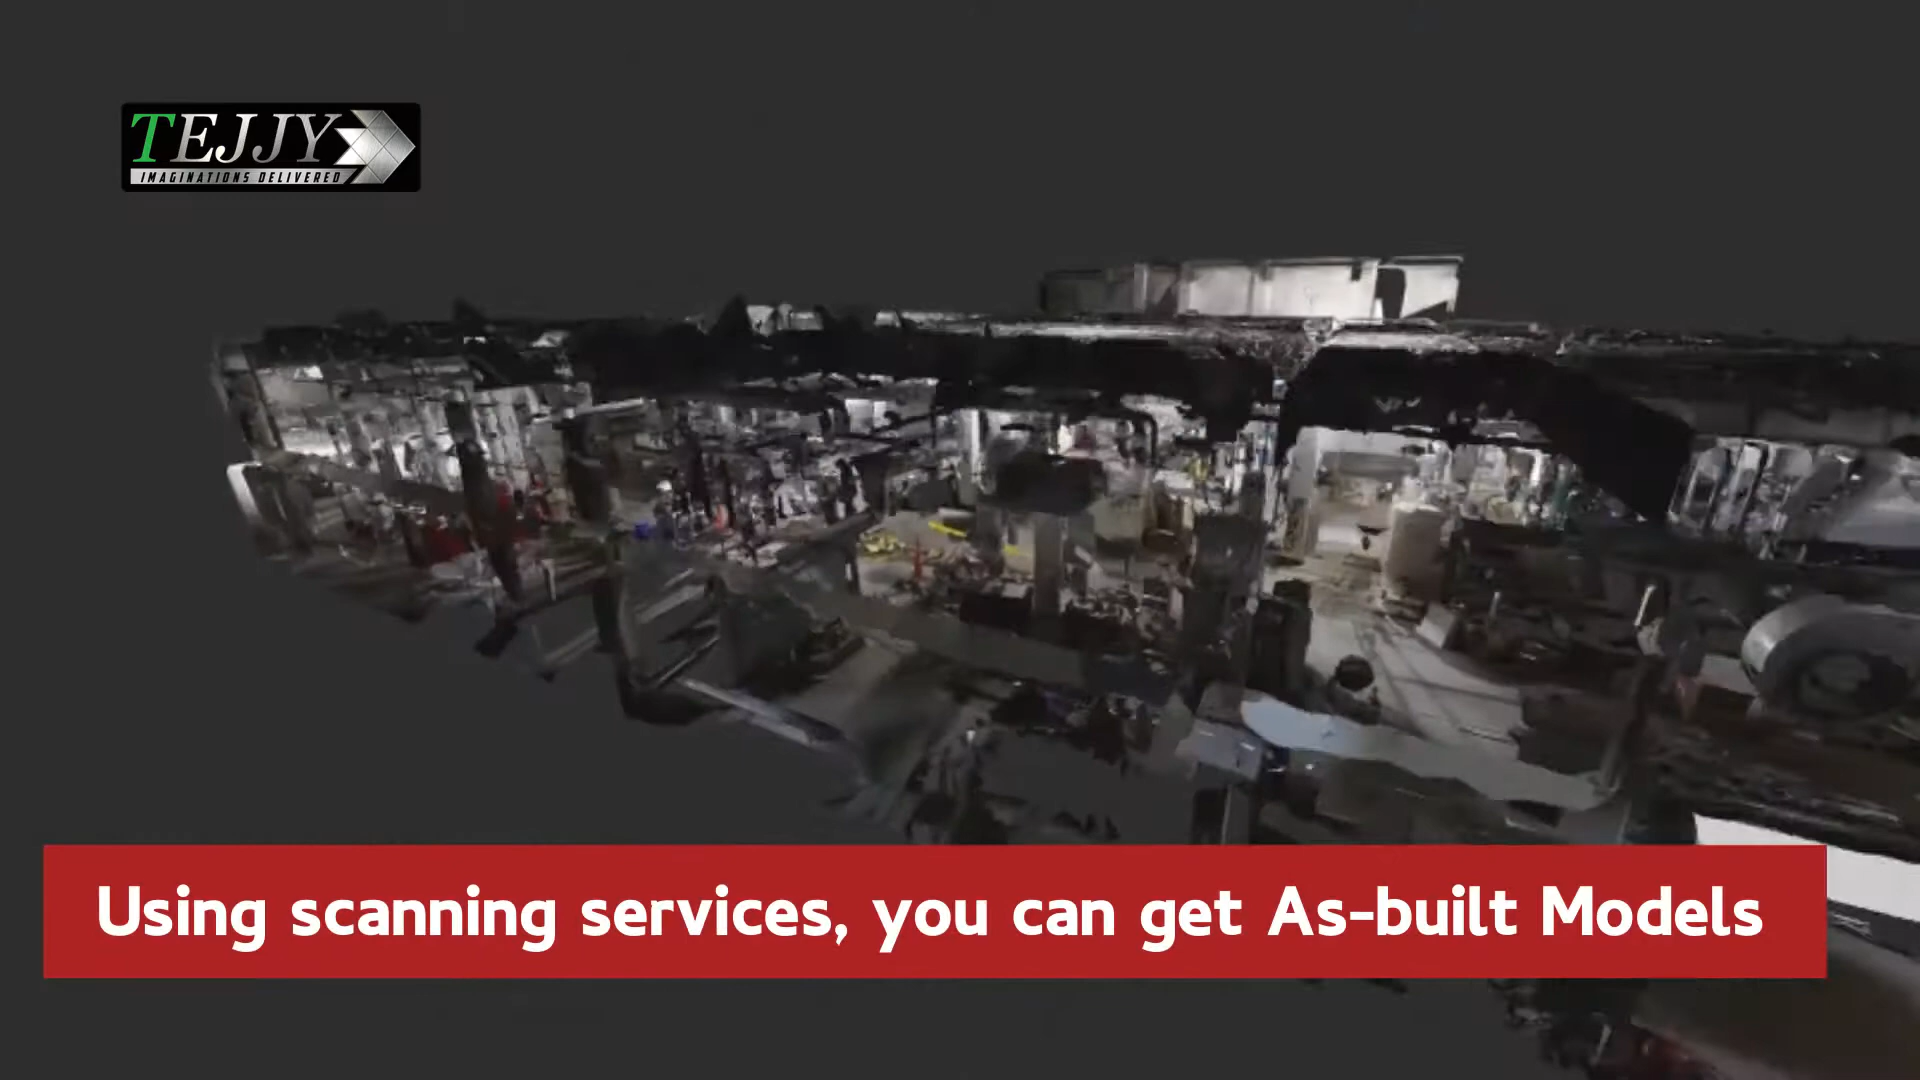 TEJJY
IMAGINATIONS DELIVERED
Using scanning services, you can get As-built Models